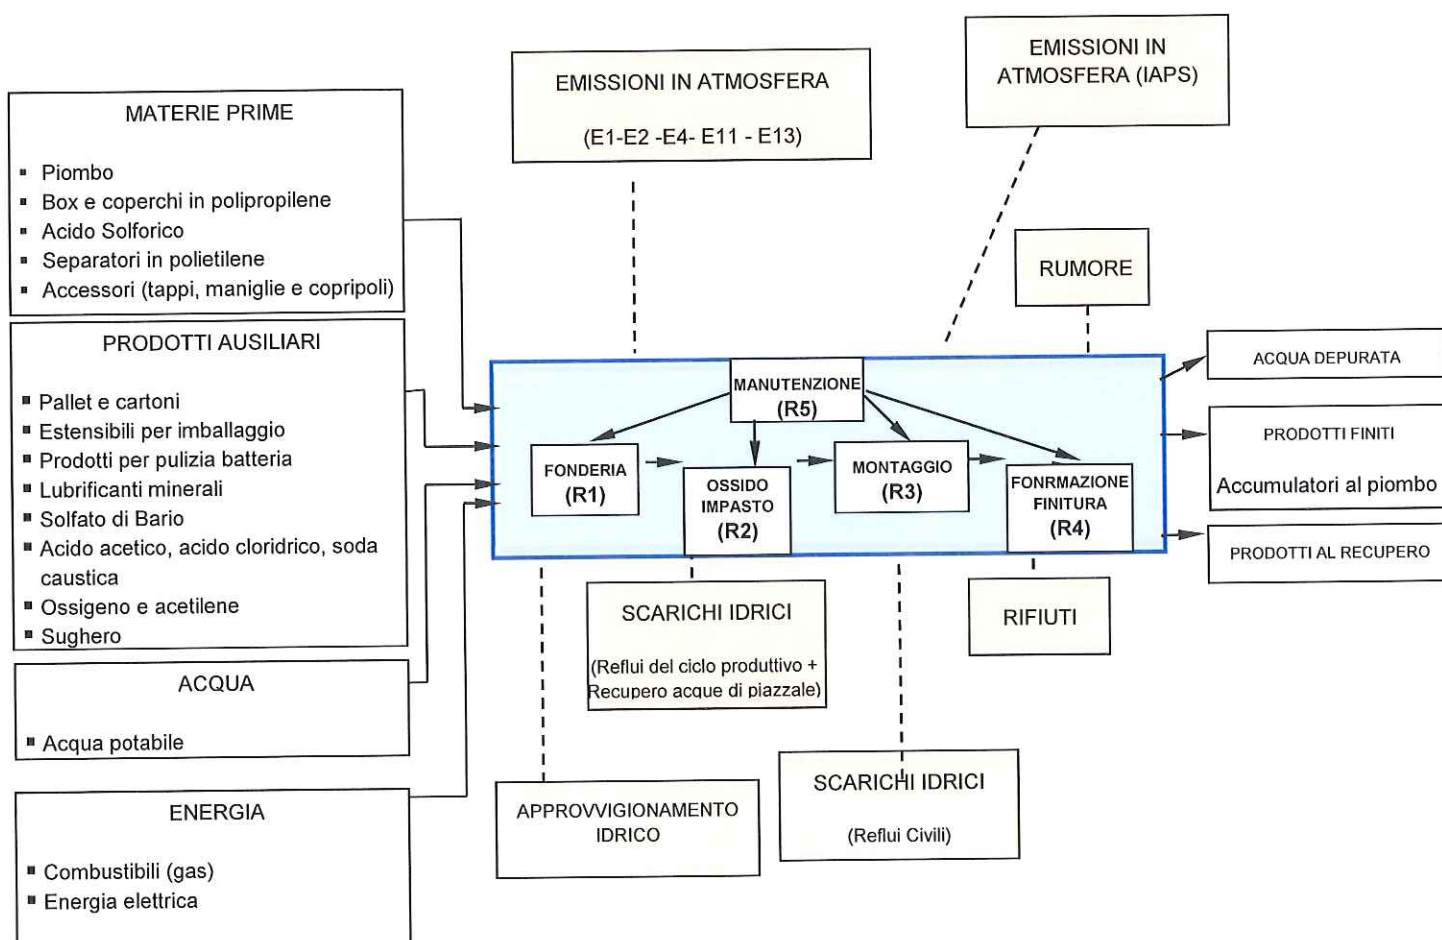 EMISSIONI IN ATMOSFERA
(E1-E2 -E4- E11 - E13)
EMISSIONI IN
ATMOSFERA (IAPS)
MATERIE PRIME
▪ Piombo
▪ Box e coperchi in polipropilene
▪ Acido Solforico
▪ Separatori in polietilene
▪ Accessori (tappi, maniglie e copripoli)
RUMORE
PRODOTTI AUSILIARI
▪ Pallet e cartoni
▪ Estensibili per imballaggio
▪ Prodotti per pulizia batteria
▪ Lubrificanti minerali
▪ Solfato di Bario
▪ Acido acetico, acido cloridrico, soda
caustica
▪ Ossigeno e acetilene
▪ Sughero
MANUTENZIONE
(R5)
FONDERIA
(R1)
OSSIDO
IMPASTO
(R2)
MONTAGGIO
(R3)
FONRMAZIONE
FINITURA
(R4)
ACQUA DEPURATA
PRODOTTI FINITI
Accumulatori al piombo
PRODOTTI AL RECUPERO
SCARICHI IDRICI
(Reflui del ciclo produttivo +
Recupero acque di piazzale)
RIFIUTI
ACQUA
▪ Acqua potabile
APPROVVIGIONAMENTO
IDRICO
SCARICHI IDRICI
(Reflui Civili)
ENERGIA
▪ Combustibili (gas)
▪ Energia elettrica